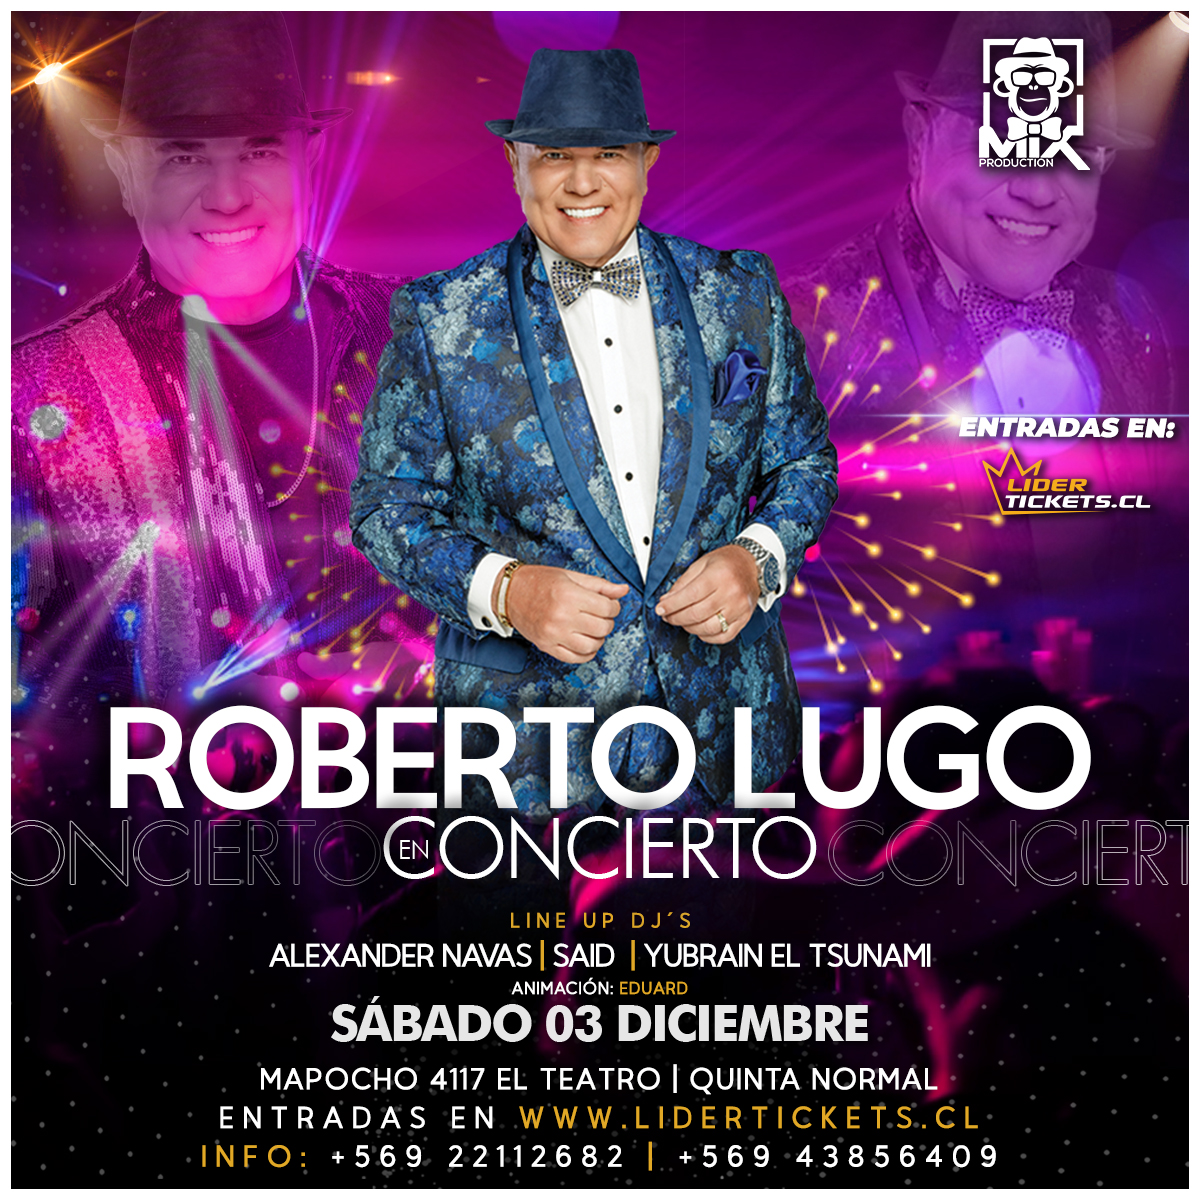 MIX
PRODUCTION
ENTRADAS EN:
LIDER
TICKETS.CL
ROBERTO LUGO
ONCIERTO EN CONCIERTO CONCIERT
LINE UP DJ´S
ALEXANDER NAVAS | SAID | YUBRAIN EL TSUNAMI
ANIMACIÓN: EDUARD
SÁBADO 03 DICIEMBRE
MAPOCHO 4117 EL TEATRO | QUINTA NORMAL
ENTRADAS EN WWW.LIDERTICKETS.CL
INFO: +569 22112682 | +569 43856409